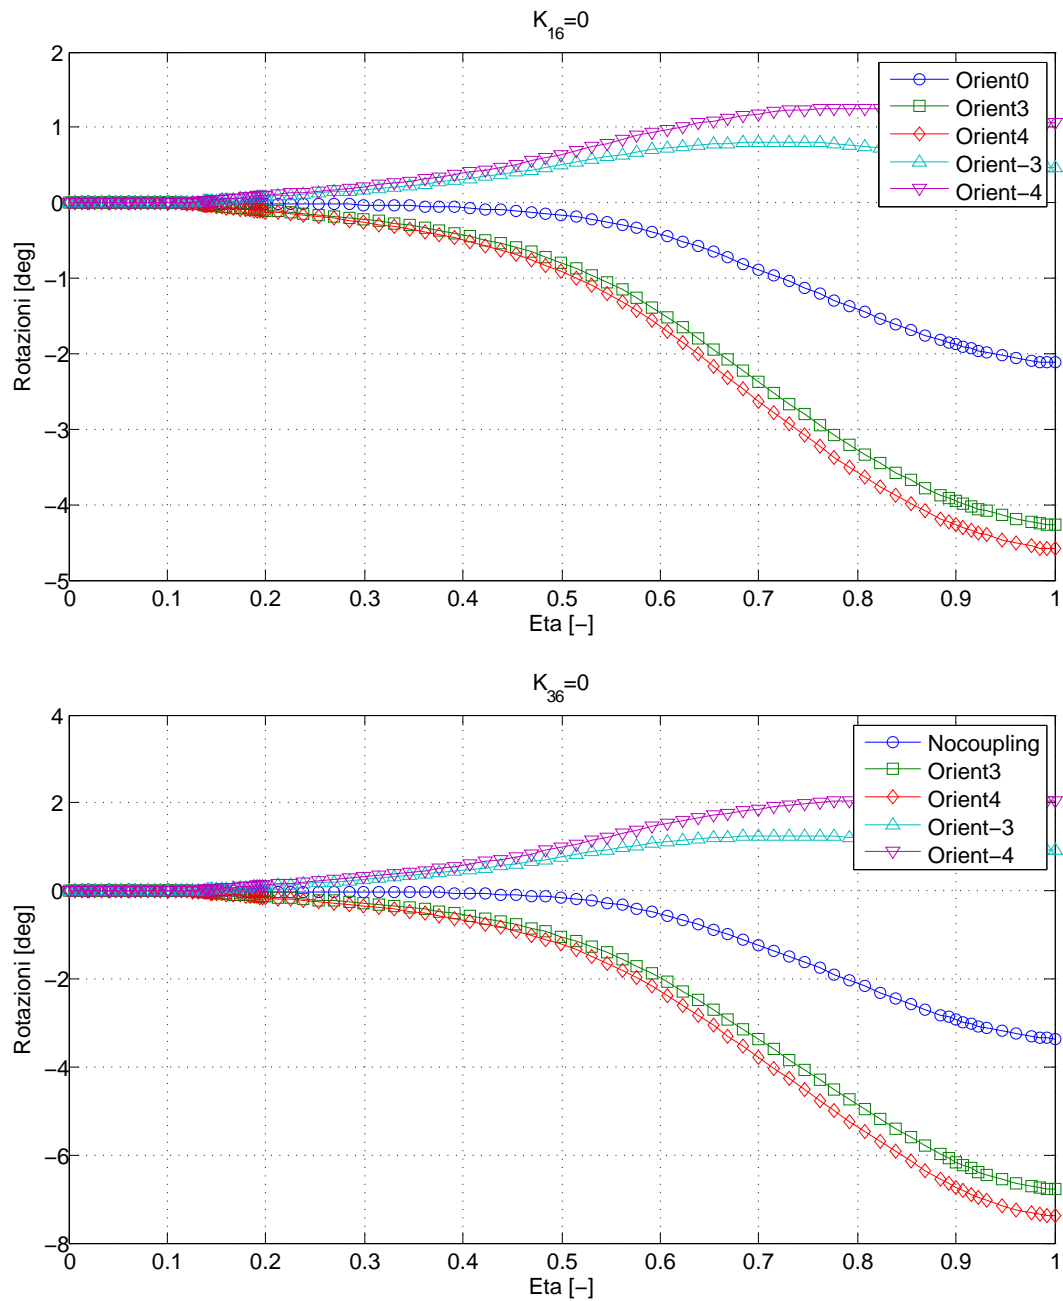 K16=0
2
1
0
−1
−2
−3
−4
−5
Rotazioni [deg]
Orient0
Orient3
Orient4
Orient−3
Orient−4
0 0.1 0.2 0.3 0.4 0.5 0.6 0.7 0.8 0.9 1
Eta [−]
K36=0
4
2
0
−2
−4
−6
−8
Rotazioni [deg]
Nocoupling
Orient3
Orient4
Orient−3
Orient−4
0 0.1 0.2 0.3 0.4 0.5 0.6 0.7 0.8 0.9 1
Eta [−]